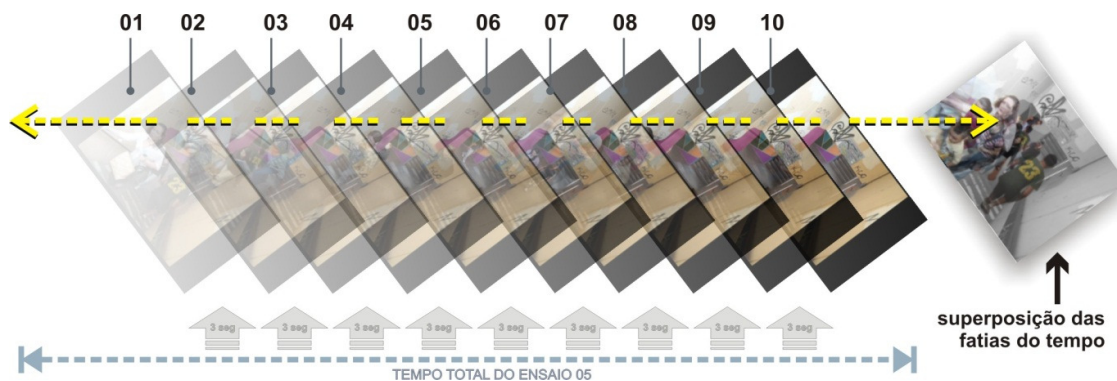 01 02 03 04 05 06 07 08 09 10
23 23
3 seg 3 seg 3 seg 3 seg 3 seg 3 seg 3 seg 3 seg 3 seg
superposição das
fatias do tempo
TEMPO TOTAL DO ENSAIO 05